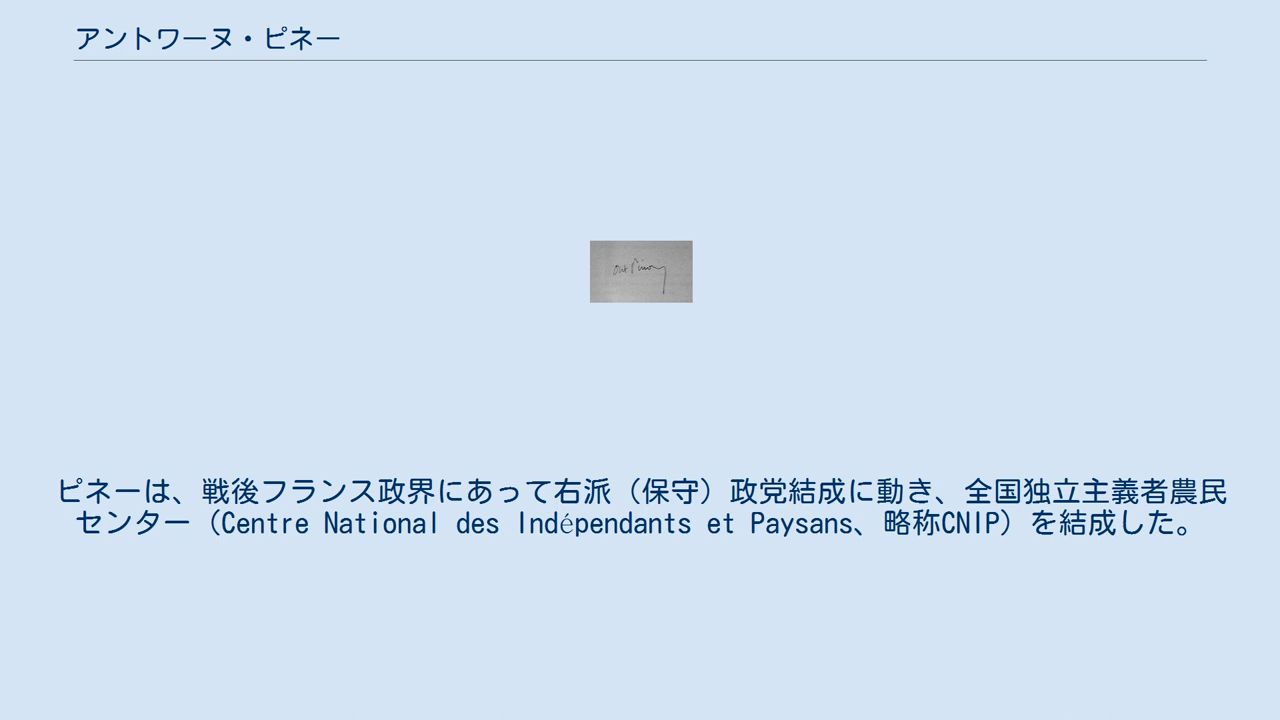 アントワーヌ・ピネー
ピネーは、戦後フランス政界にあって右派（保守）政党結成に動き、全国独立主義者農民
センター（Centre National des Indépendants et Paysans、略称CNIP）を結成した。